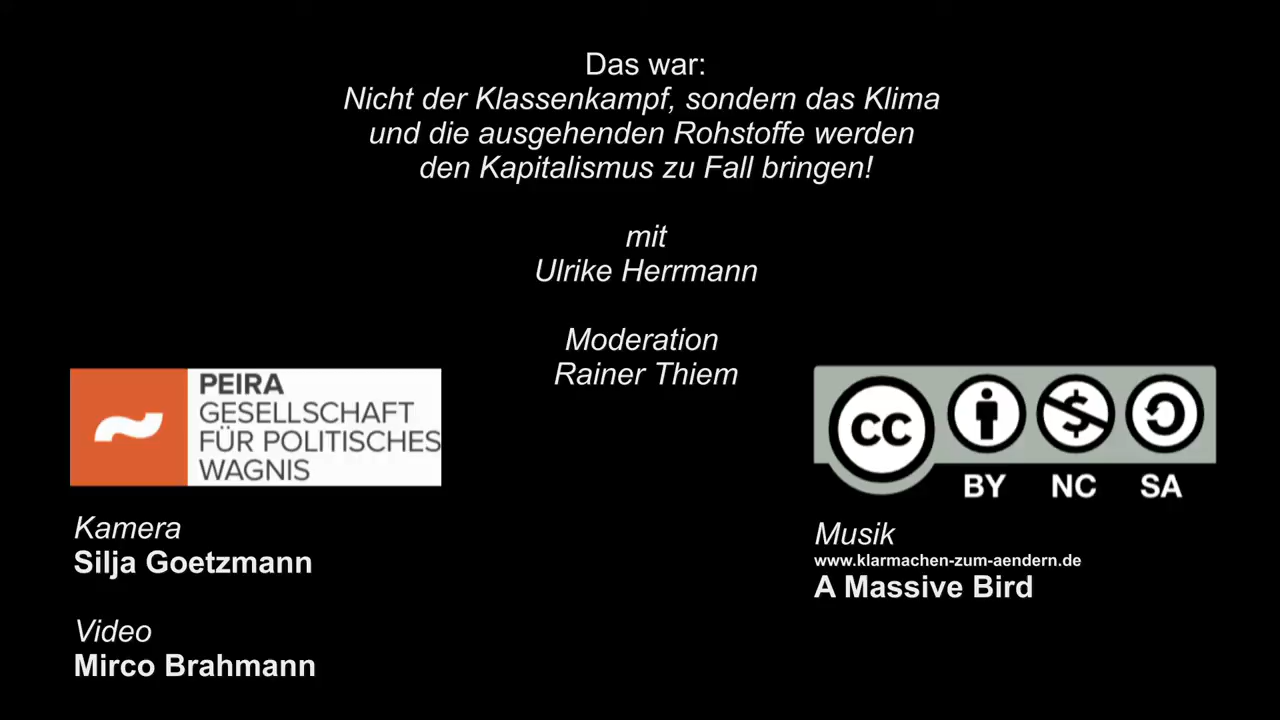 Das war:
Nicht der Klassenkampf, sondern das Klima
und die ausgehenden Rohstoffe werden
den Kapitalismus zu Fall bringen!
mit
Ulrike Herrmann
Moderation
Rainer Thiem
PEIRA
GESELLSCHAFT
FÜR POLITISCHES
WAGNIS
Kamera
Silja Goetzmann
Video
Mirco Brahmann
cc
BY NC SA
Musik
www.klarmachen-zum-aendern.de
A Massive Bird